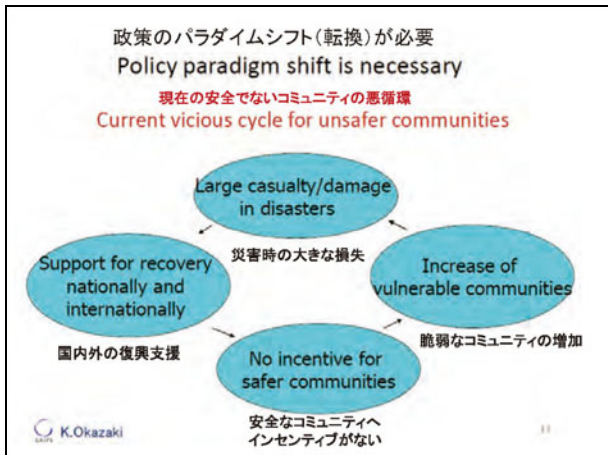 政策のパラダイムシフト(転換)が必要
Policy paradigm shift is necessary
現在の安全でないコミュニティの悪循環
Current vicious cycle for unsafer communities
Large casualty/damage
in disasters
災害時の大きな損失
Support for recovery
nationally and
internationally
国内外の復興支援
Increase of
vulnerable communities
脆弱なコミュニティの増加
No incentive for
safer communities
安全なコミュニティへ
インセンティブがない
K.Okazaki